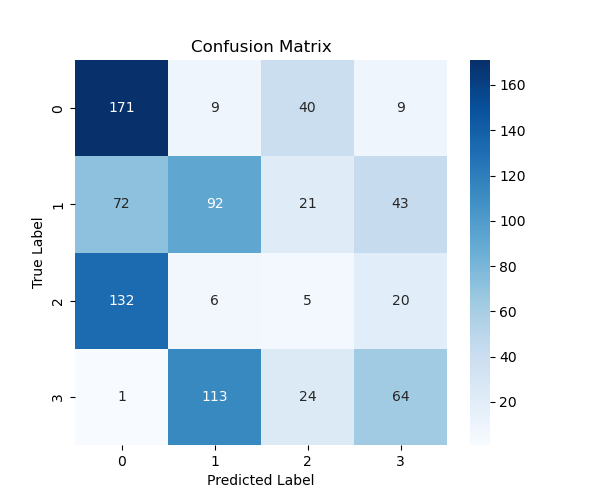 Confusion Matrix
True Label
0 171 9 40 9
1 72 92 21 43
2 132 6 5 20
3 1 113 24 64
0 1 2 3
Predicted Label
160
140
120
100
80
60
40
20